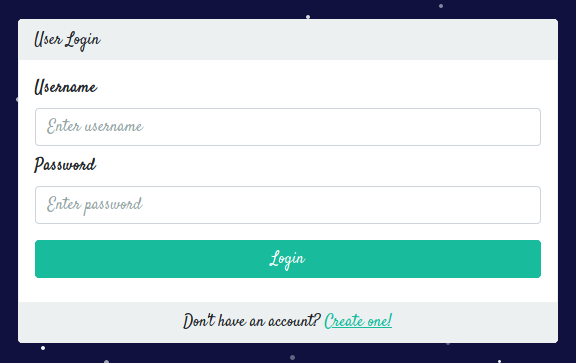 User Login
Username
Enter username
Password
Enter password
Login
Don't have an account? Create one!